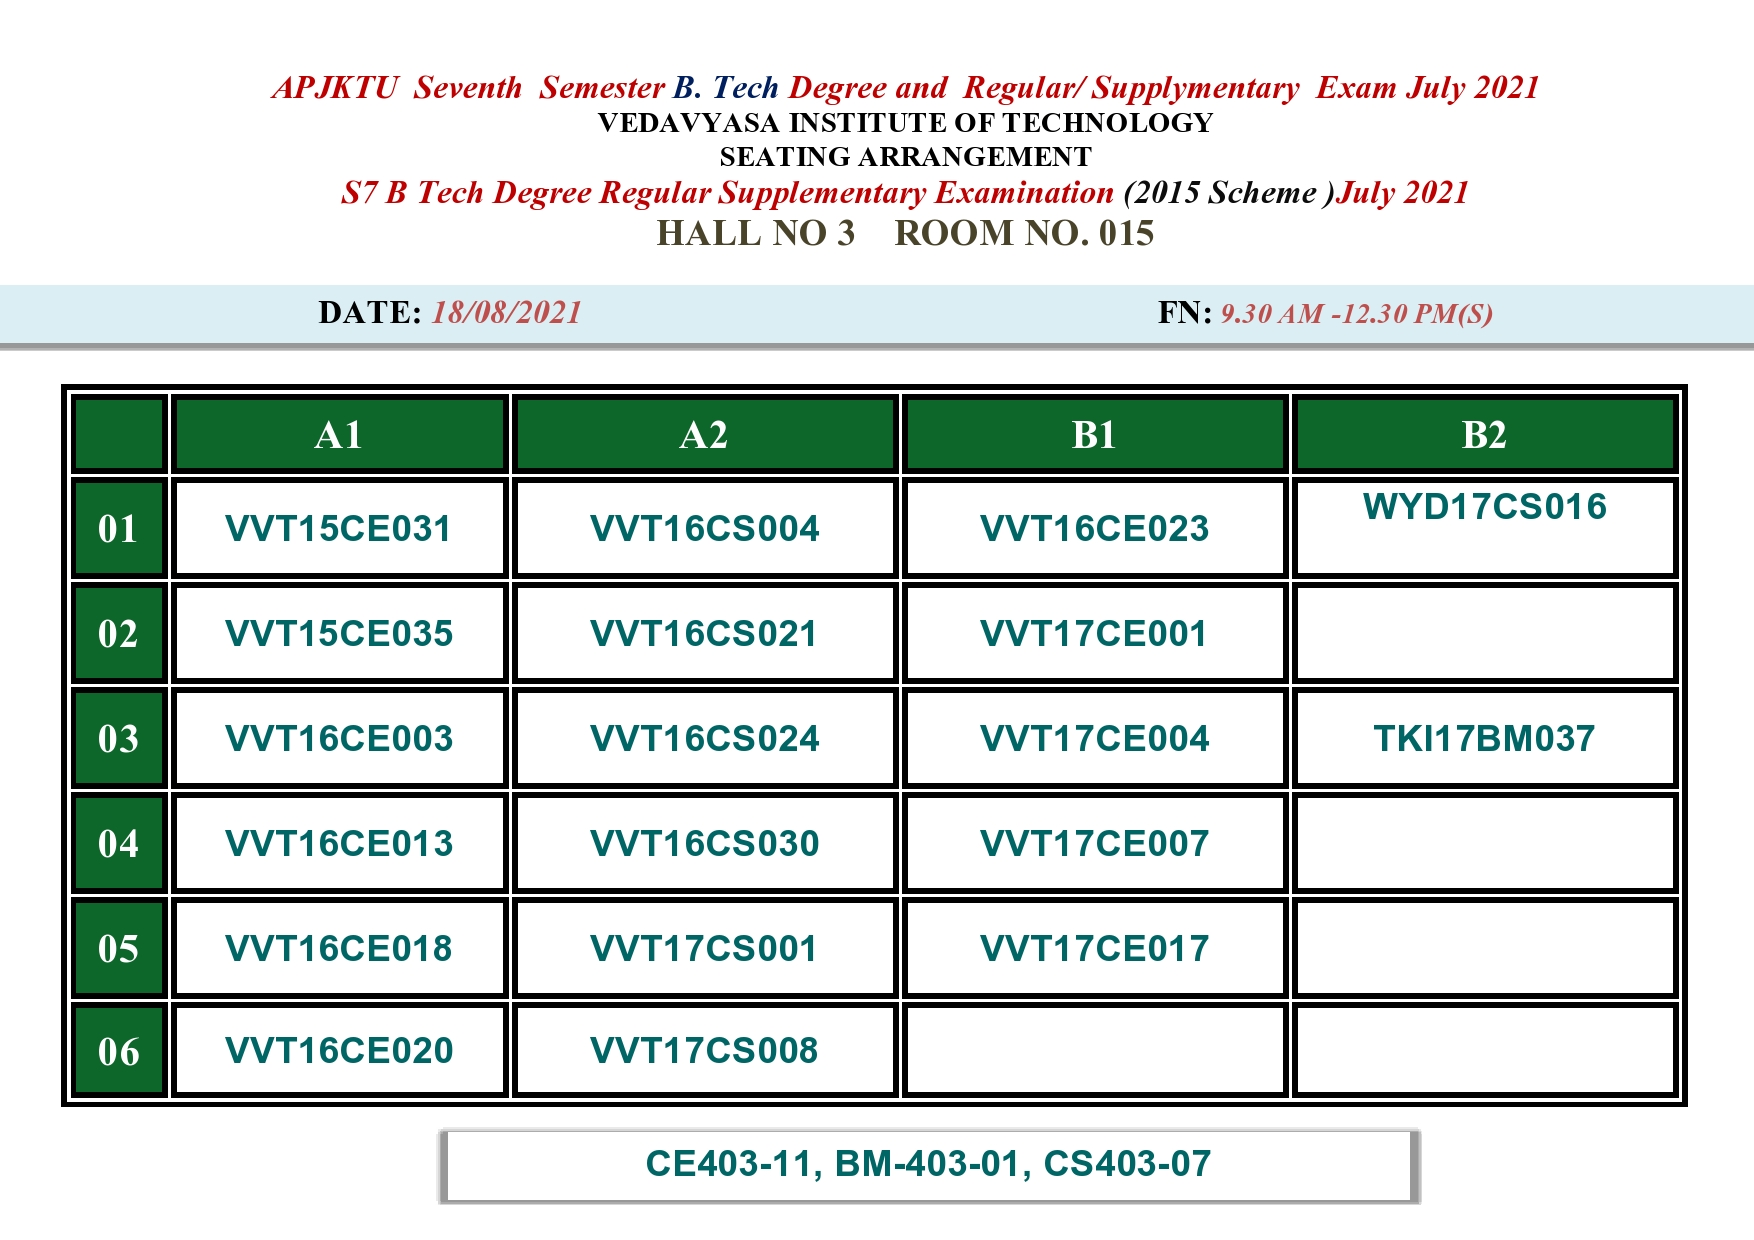 APJKTU Seventh Semester B. Tech Degree and Regular/ Supplymentary Exam July 2021
VEDAVYASA INSTITUTE OF TECHNOLOGY
SEATING ARRANGEMENT
S7 B Tech Degree Regular Supplementary Examination (2015 Scheme )July 2021
HALL NO 3 ROOM NO. 015
DATE: 18/08/2021 FN: 9.30 AM -12.30 PM(S)
A1 A2 B1 B2
01 VVT15CE031 VVT16CS004 VVT16CE023 WYD17CS016
02 VVT15CE035 VVT16CS021 VVT17CE001
03 VVT16CE003 VVT16CS024 VVT17CE004 TKI17BM037
04 VVT16CE013 VVT16CS030 VVT17CE007
05 VVT16CE018 VVT17CS001 VVT17CE017
06 VVT16CE020 VVT17CS008
CE403-11, BM-403-01, CS403-07